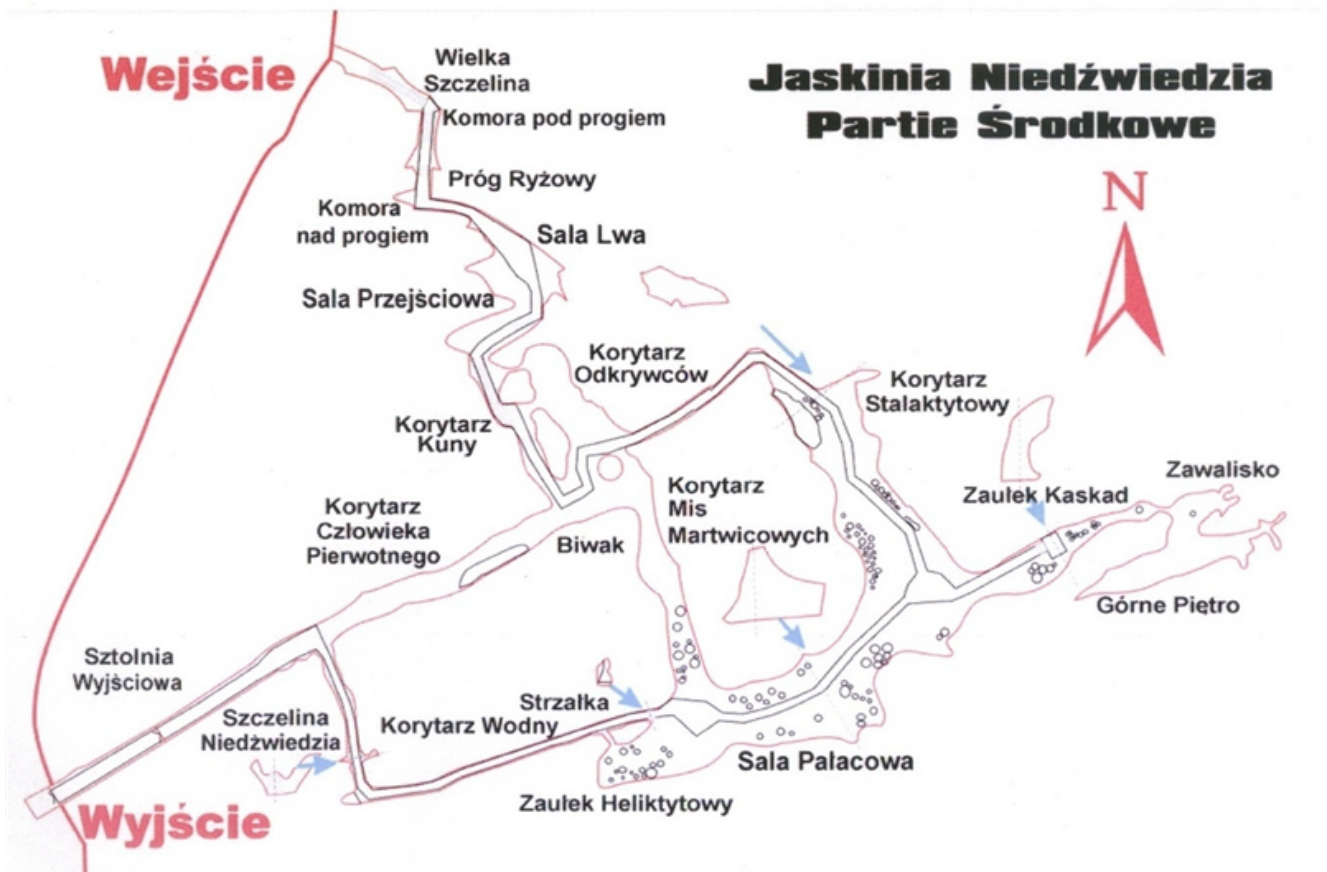 Wejście
Jaskinia Niedźwiedzia
Partie Środkowe
Wielka
Szczelina
Komora pod progiem
Próg Ryżowy
N
Komora
nad progiem
Sala Lwa
Sala Przejściowa
Korytarz
Odkrywców
Korytarz
Stalaktytowy
Korytarz
Kuny
Zawalisko
Zaułek Kaskad
Korytarz
Mis
Martwicowych
Korytarz
Człowieka
Pierwotnego
Biwak
Górne Piętro
Sztolnia
Wyjściowa
Strzałka
Szczelina
Niedżwiedzia
Korytarz Wodny
Sala Pałacowa
Zaułek Heliktytowy
Wyjście